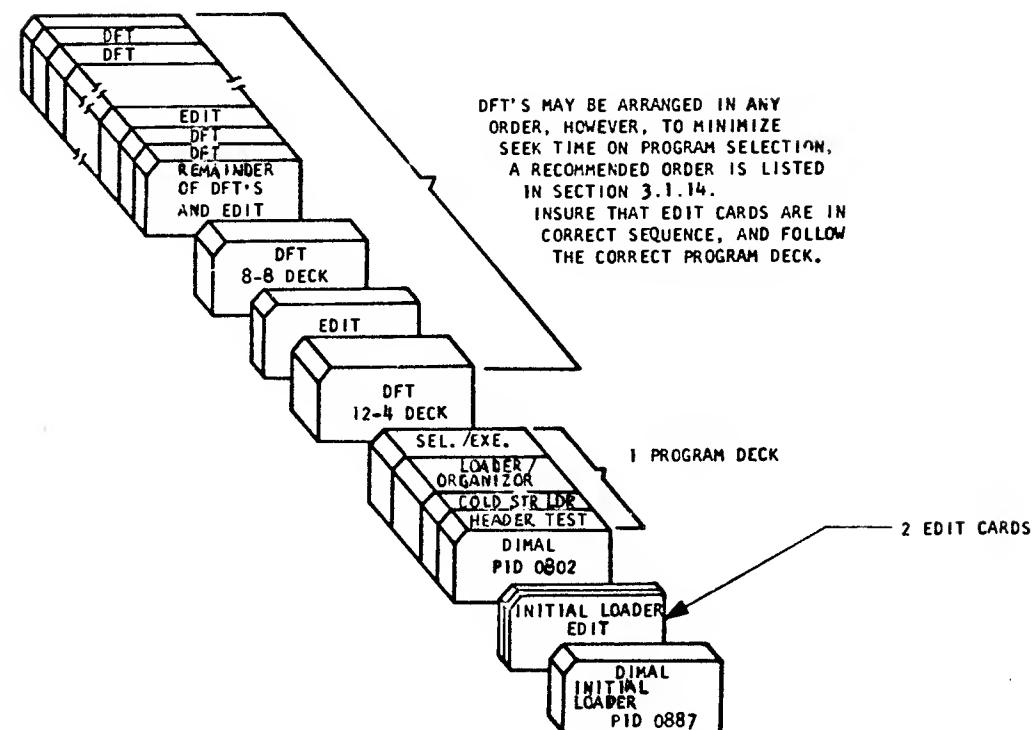 DFT
DFT
EDIT
DFT
DFT
REMAINDER
OF DFT'S
AND EDIT
DFT'S MAY BE ARRANGED IN ANY
ORDER, HOWEVER, TO MINIMIZE
SEEK TIME ON PROGRAM SELECTION,
A RECOMMENDED ORDER IS LISTED
IN SECTION 3.1.14.
INSURE THAT EDIT CARDS ARE IN
CORRECT SEQUENCE, AND FOLLOW
THE CORRECT PROGRAM DECK.
DFT
8-8 DECK
EDIT
DFT
12-4 DECK
SEL./EXE.
LOADER/
ORGANIZOR
COLD STR LDR
HEADER TEST
DIMAL
PID 0802
1 PROGRAM DECK
2 EDIT CARDS
INITIAL LOADER
EDIT
DIMAL
INITIAL
LOADER
PID 0887